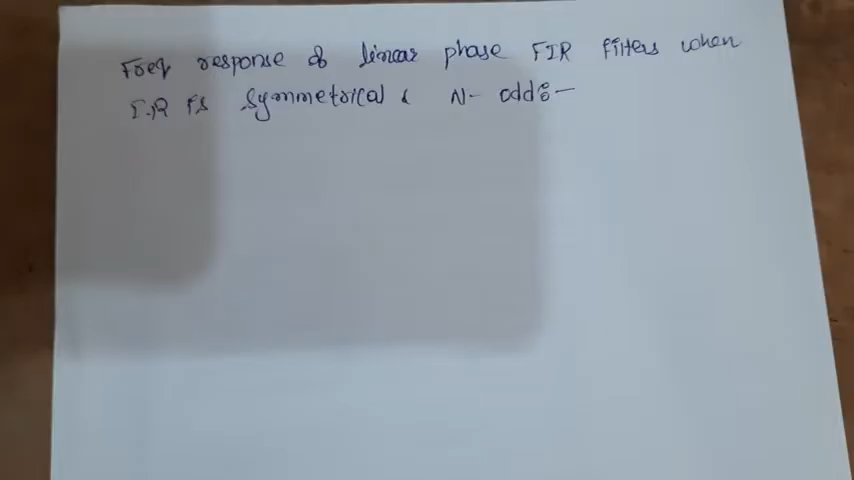 Freq response of linear phase FIR filters when
I.R is Symmetrical & N- odd:-